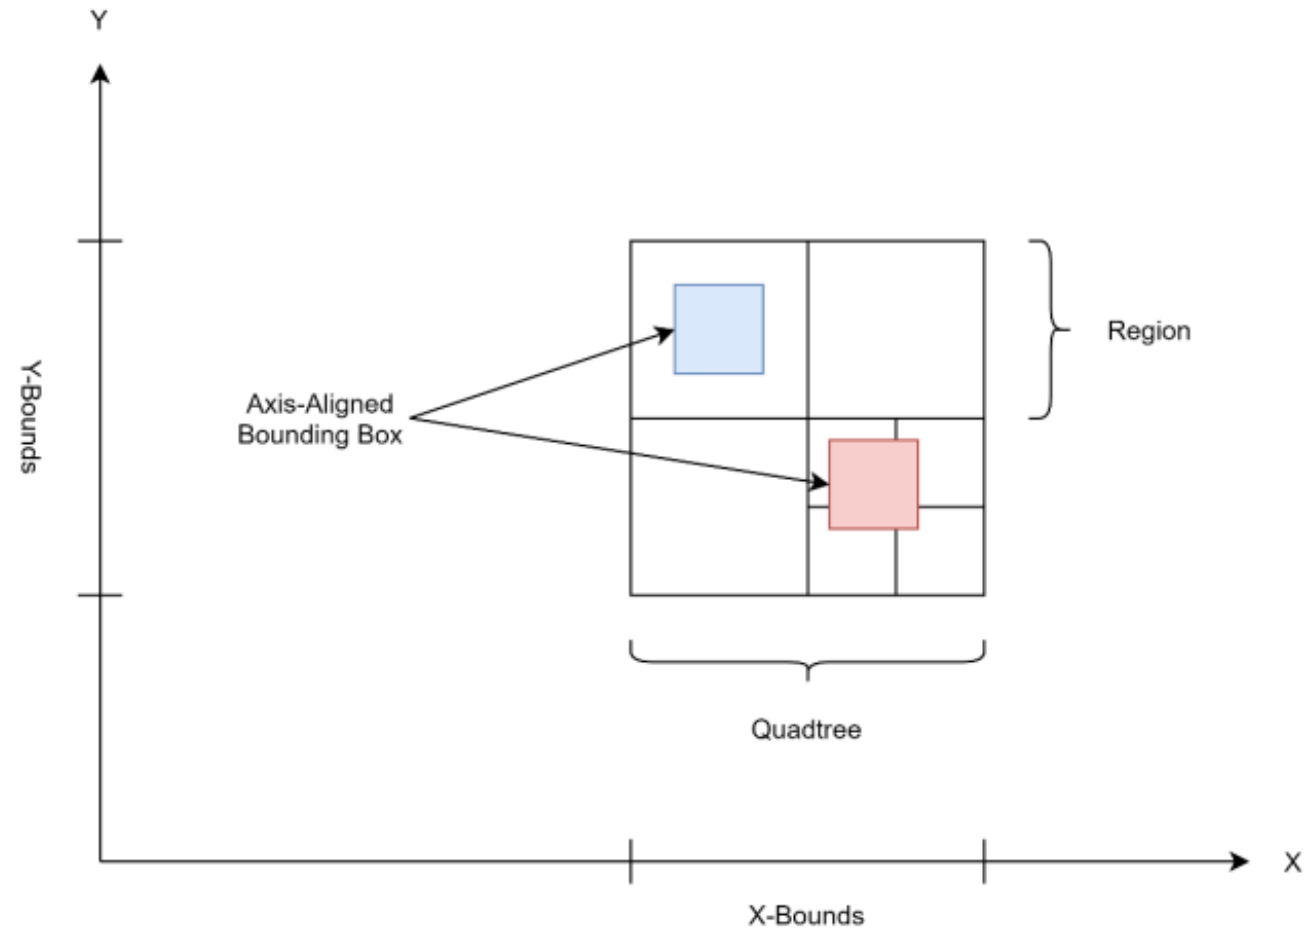 Y
Y-Bounds
Axis-Aligned
Bounding Box
Region
Quadtree
X
X-Bounds